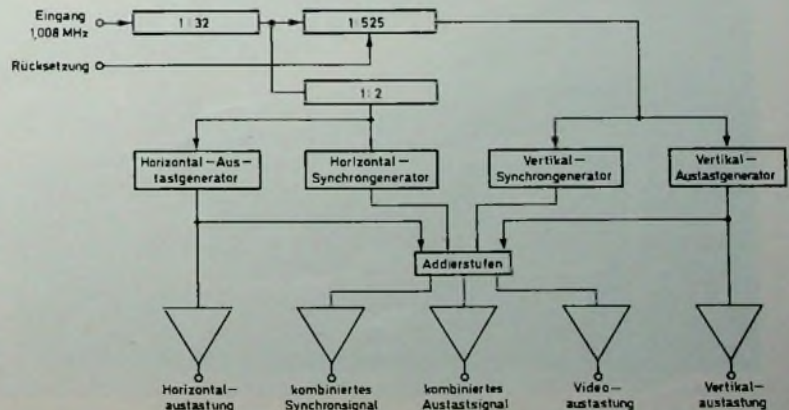 Eingang
1,008 MHz
1:32
1:525
Rücksetzung
1:2
Horizontal-Aus-
tastgenerator
Horizontal-
Synchrongenerator
Vertikal-
Synchrongenerator
Vertikal-
Austastgenerator
Addierstufen
Horizontal-
austastung
kombiniertes
Synchronsignal
kombiniertes
Austastsignal
Video-
austastung
Vertikal-
austastung